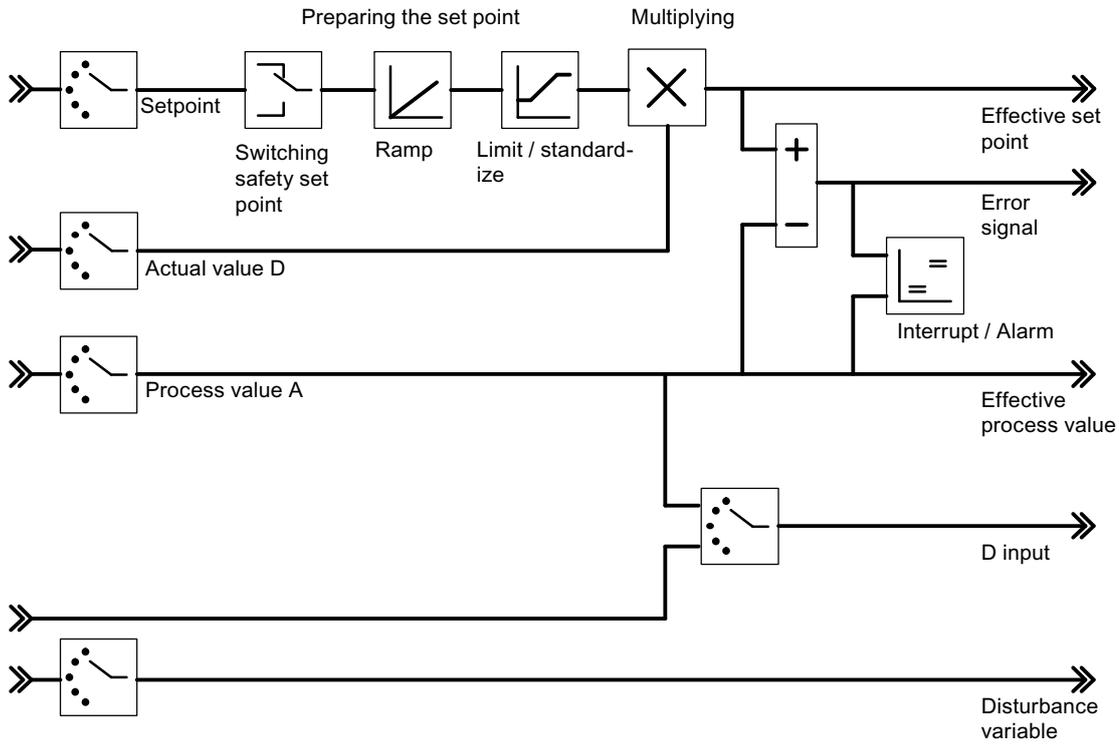 Preparing the set point
Multiplying
Setpoint
Effective set
point
Switching
safety set
point
Ramp
Limit / standard-
ize
+
Error
signal
−
Actual value D
Interrupt / Alarm
Process value A
Effective
process value
D input
Disturbance
variable